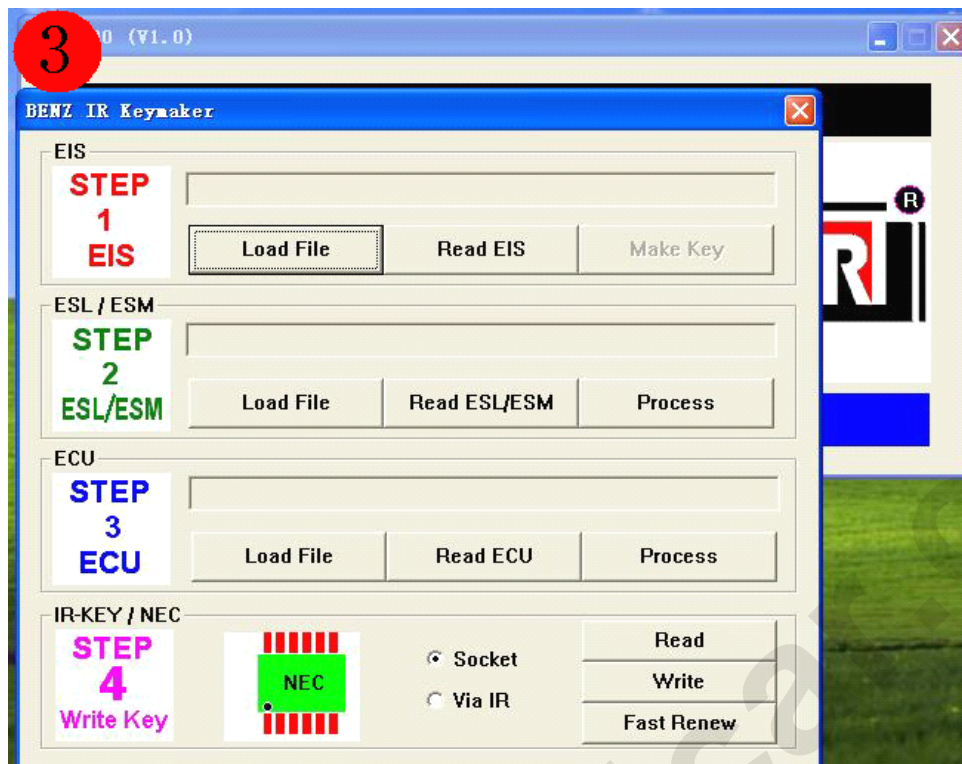 3
0 (V1.0)
BENZ IR Keymaker
EIS
STEP
1
EIS
Load File
Read EIS
Make Key
R
R
ESL / ESM
STEP
2
ESL/ESM
Load File
Read ESL/ESM
Process
ECU
STEP
3
ECU
Load File
Read ECU
Process
IR-KEY / NEC
STEP
4
Write Key
NEC
Socket
Via IR
Read
Write
Fast Renew